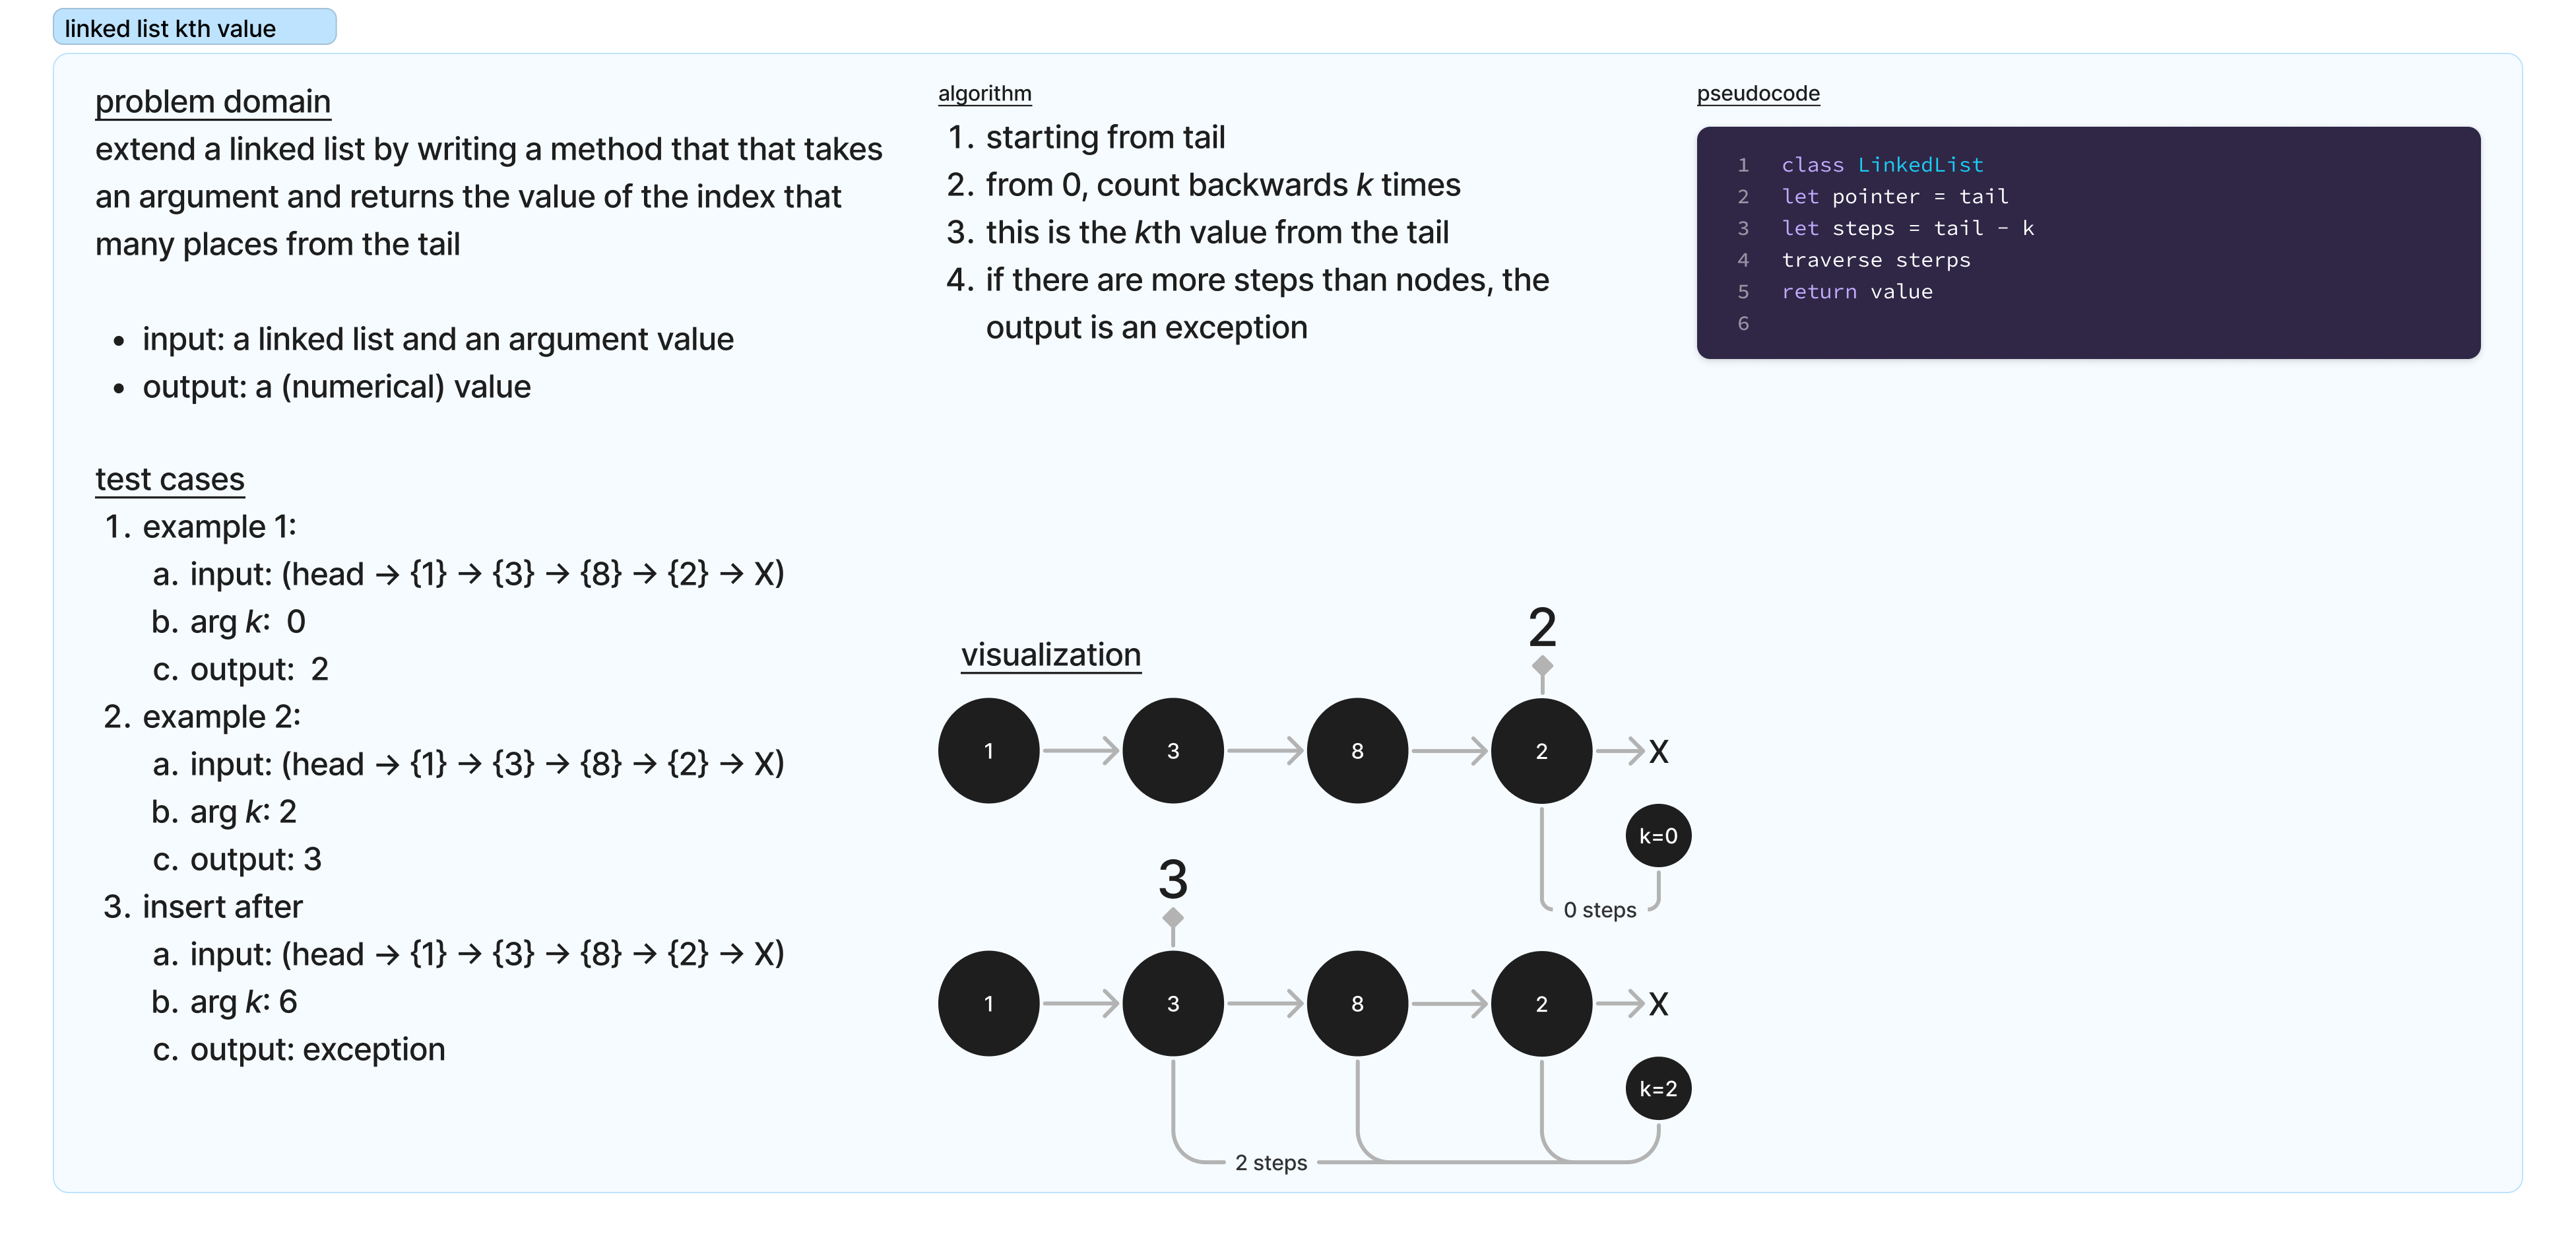 linked list kth value
problem domain
extend a linked list by writing a method that that takes
an argument and returns the value of the index that
many places from the tail
• input: a linked list and an argument value
• output: a (numerical) value
test cases
1. example 1:
a. input: (head → {1} → {3} → {8} → {2} → X)
b. arg k: 0
c. output: 2
2. example 2:
a. input: (head → {1} → {3} → {8} → {2} → X)
b. arg k: 2
c. output: 3
3. insert after
a. input: (head → {1} → {3} → {8} → {2} → X)
b. arg k: 6
c. output: exception
algorithm
1. starting from tail
2. from 0, count backwards k times
3. this is the kth value from the tail
4. if there are more steps than nodes, the
output is an exception
pseudocode
1 class LinkedList
2 let pointer = tail
3 let steps = tail - k
4 traverse sterps
5 return value
6
visualization
2
1 3 8 2 X
k=0
0 steps
3
1 3 8 2 X
k=2
2 steps